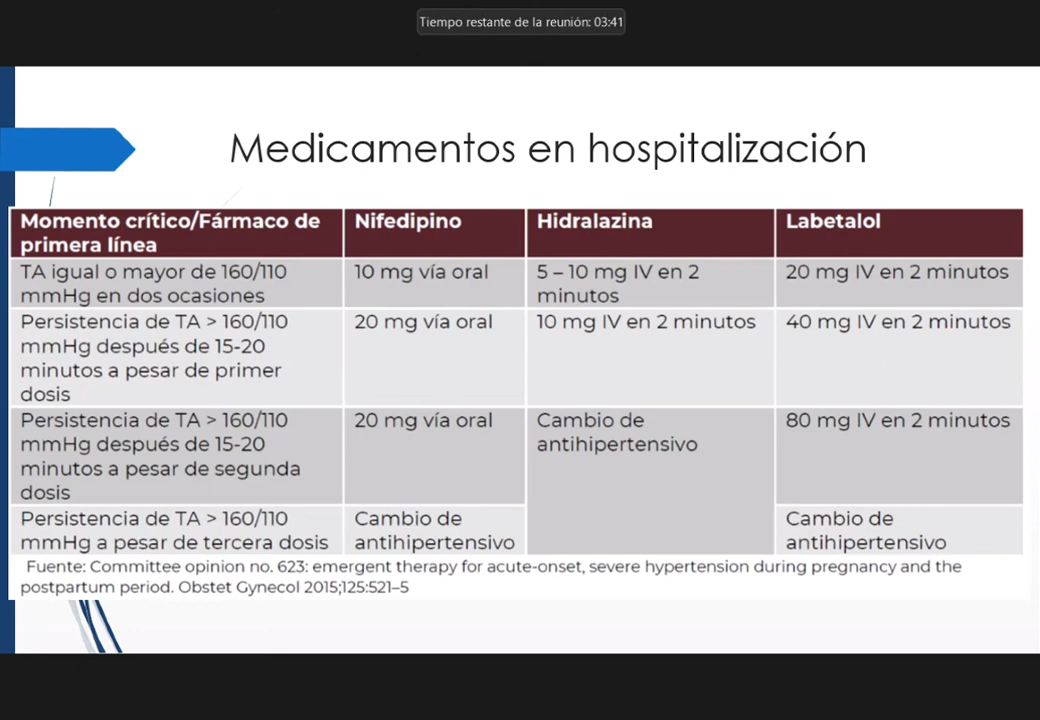 Tiempo restante de la reunión: 03:41
Medicamentos en hospitalización
Momento crítico/Fármaco de
primera línea
Nifedipino
Hidralazina
Labetalol
TA igual o mayor de 160/110
mmHg en dos ocasiones
10 mg vía oral
5 – 10 mg IV en 2
minutos
20 mg IV en 2 minutos
Persistencia de TA > 160/110
mmHg después de 15-20
minutos a pesar de primer
dosis
20 mg vía oral
10 mg IV en 2 minutos
40 mg IV en 2 minutos
Persistencia de TA > 160/110
mmHg después de 15-20
minutos a pesar de segunda
dosis
20 mg vía oral
Cambio de
antihipertensivo
80 mg IV en 2 minutos
Persistencia de TA > 160/110
mmHg a pesar de tercera dosis
Cambio de
antihipertensivo
Cambio de
antihipertensivo
Fuente: Committee opinion no. 623: emergent therapy for acute-onset, severe hypertension during pregnancy and the
postpartum period. Obstet Gynecol 2015;125:521–5